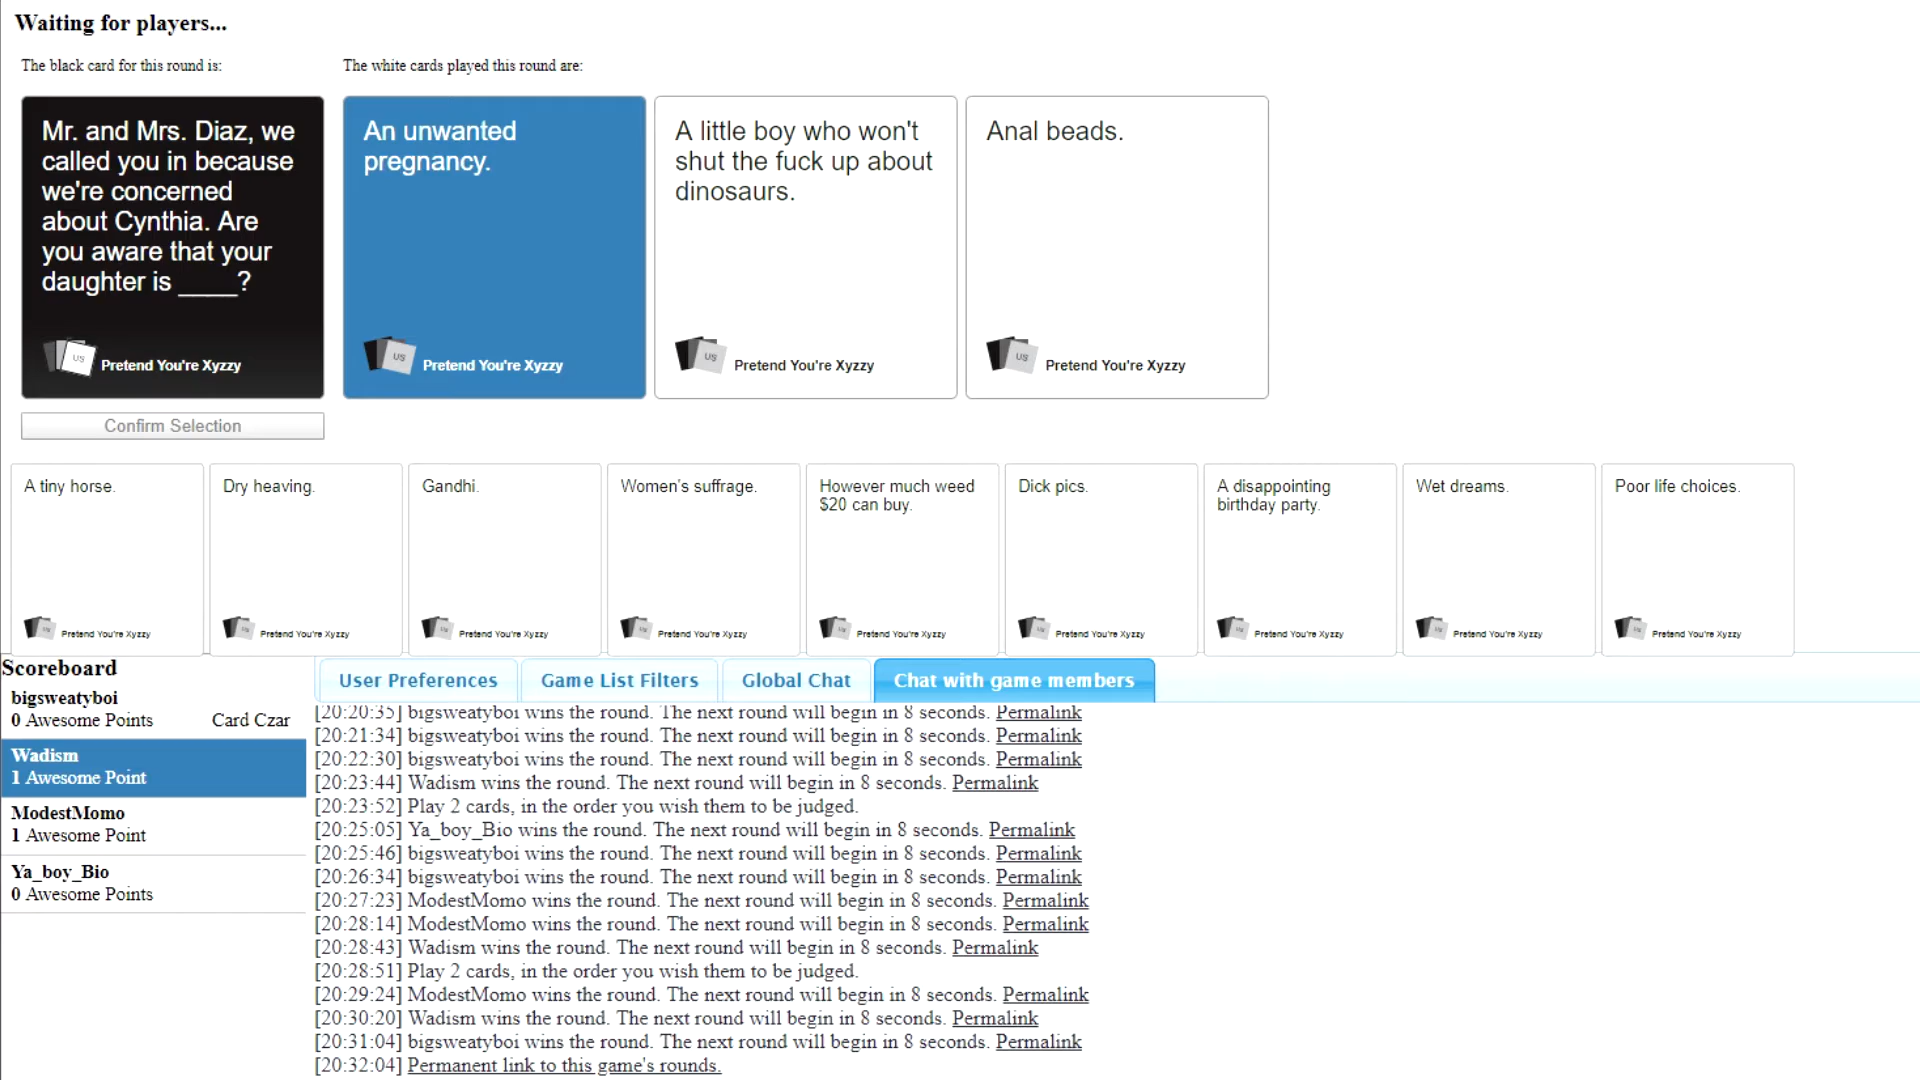 Waiting for players...
The black card for this round is:
The white cards played this round are:
Mr. and Mrs. Diaz, we
called you in because
we're concerned
about Cynthia. Are
you aware that your
daughter is ____?
US
Pretend You're Xyzzy
An unwanted
pregnancy.
US
Pretend You're Xyzzy
A little boy who won't
shut the fuck up about
dinosaurs.
US
Pretend You're Xyzzy
Anal beads.
US
Pretend You're Xyzzy
Confirm Selection
A tiny horse.
US
Pretend You're Xyzzy
Dry heaving.
US
Pretend You're Xyzzy
Gandhi.
US
Pretend You're Xyzzy
Women's suffrage.
US
Pretend You're Xyzzy
However much weed
$20 can buy.
US
Pretend You're Xyzzy
Dick pics.
US
Pretend You're Xyzzy
A disappointing
birthday party.
US
Pretend You're Xyzzy
Wet dreams.
US
Pretend You're Xyzzy
Poor life choices.
US
Pretend You're Xyzzy
Scoreboard
bigsweatyboi
0 Awesome Points Card Czar
Wadism
1 Awesome Point
ModestMomo
1 Awesome Point
Ya_boy_Bio
0 Awesome Points
User Preferences
Game List Filters
Global Chat
Chat with game members
[20:20:35] bigsweatyboi wins the round. The next round will begin in 8 seconds. Permalink
[20:21:34] bigsweatyboi wins the round. The next round will begin in 8 seconds. Permalink
[20:22:30] bigsweatyboi wins the round. The next round will begin in 8 seconds. Permalink
[20:23:44] Wadism wins the round. The next round will begin in 8 seconds. Permalink
[20:23:52] Play 2 cards, in the order you wish them to be judged.
[20:25:05] Ya_boy_Bio wins the round. The next round will begin in 8 seconds. Permalink
[20:25:46] bigsweatyboi wins the round. The next round will begin in 8 seconds. Permalink
[20:26:34] bigsweatyboi wins the round. The next round will begin in 8 seconds. Permalink
[20:27:23] ModestMomo wins the round. The next round will begin in 8 seconds. Permalink
[20:28:14] ModestMomo wins the round. The next round will begin in 8 seconds. Permalink
[20:28:43] Wadism wins the round. The next round will begin in 8 seconds. Permalink
[20:28:51] Play 2 cards, in the order you wish them to be judged.
[20:29:24] ModestMomo wins the round. The next round will begin in 8 seconds. Permalink
[20:30:20] Wadism wins the round. The next round will begin in 8 seconds. Permalink
[20:31:04] bigsweatyboi wins the round. The next round will begin in 8 seconds. Permalink
[20:32:04] Permanent link to this game's rounds.